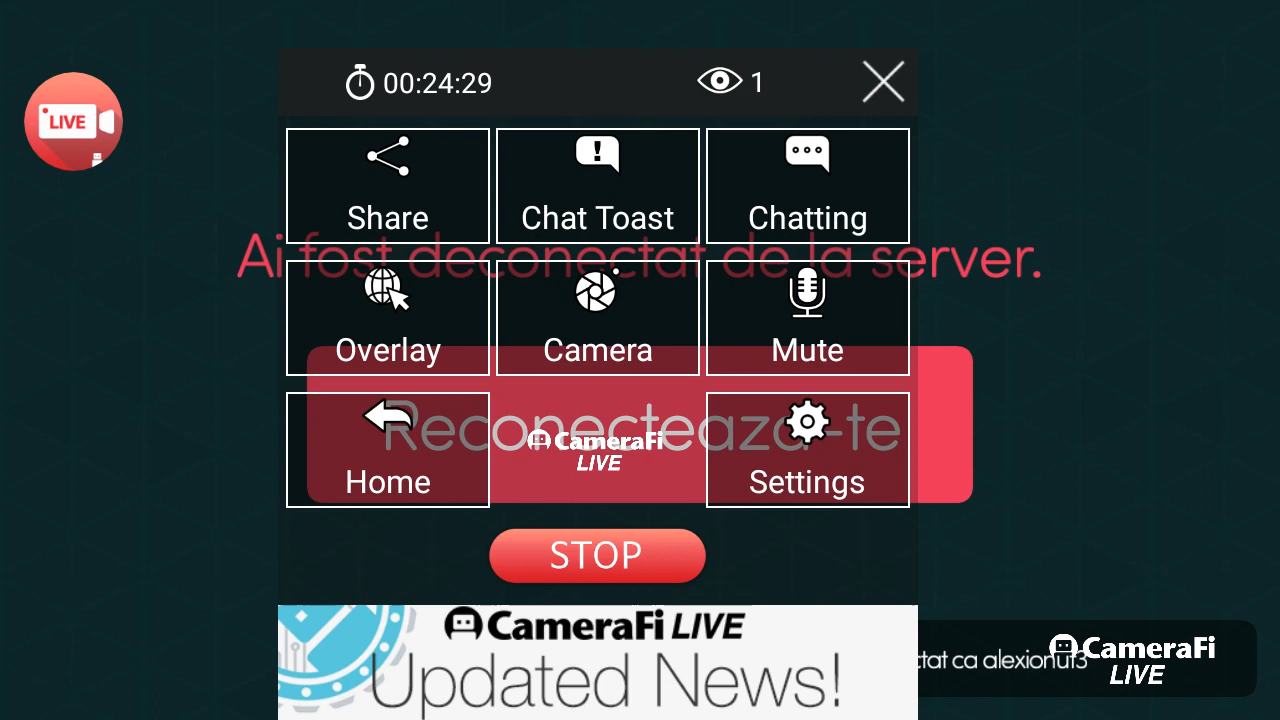 00:24:29
1
LIVE
Share
Chat Toast
Chatting
Ai fost deconectat de la server.
Overlay
Camera
Mute
Reconectează-te
CameraFi
LIVE
Home
Settings
STOP
CameraFi LIVE
Updated News!
ca alexionut3
CameraFi
LIVE